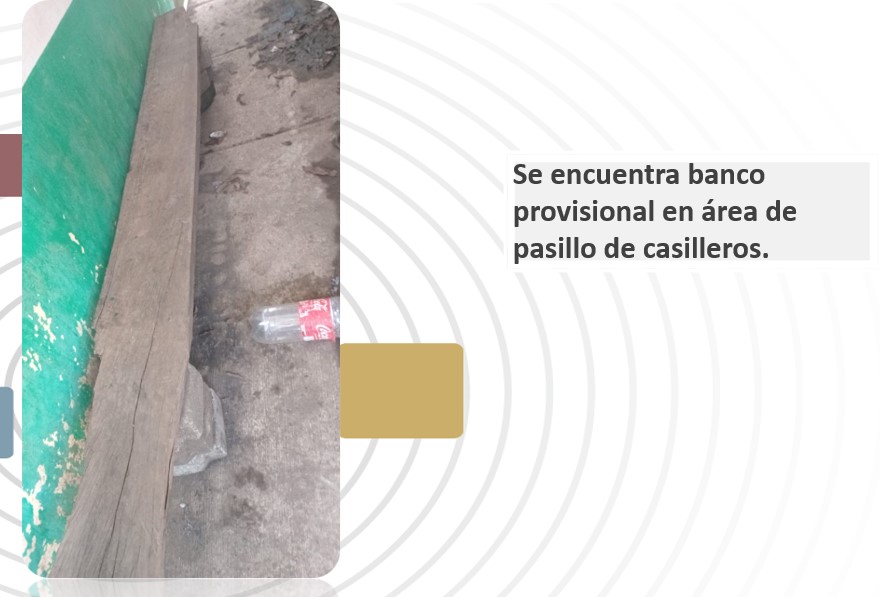 Se encuentra banco
provisional en área de
pasillo de casilleros.